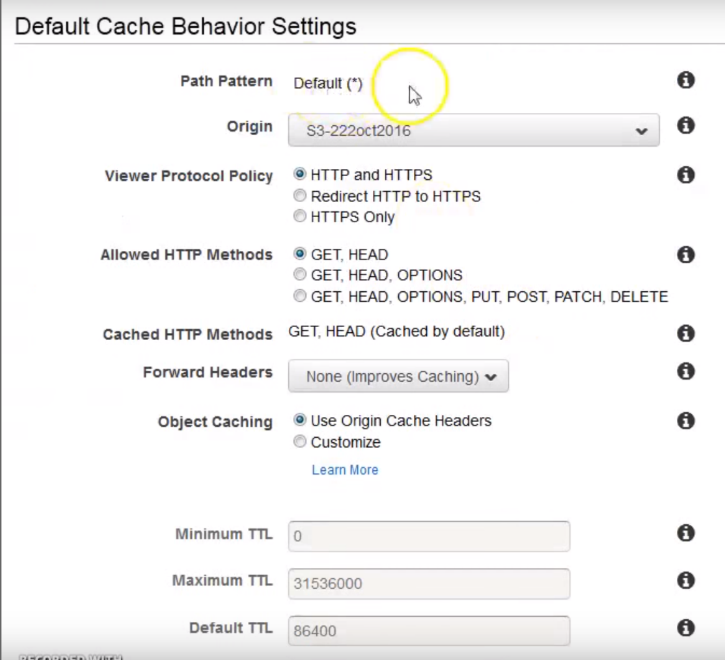 Default Cache Behavior Settings
Path Pattern Default (*)
Origin S3-222oct2016
Viewer Protocol Policy HTTP and HTTPS
Redirect HTTP to HTTPS
HTTPS Only
Allowed HTTP Methods GET, HEAD
GET, HEAD, OPTIONS
GET, HEAD, OPTIONS, PUT, POST, PATCH, DELETE
Cached HTTP Methods GET, HEAD (Cached by default)
Forward Headers None (Improves Caching)
Object Caching Use Origin Cache Headers
Customize
Learn More
Minimum TTL 0
Maximum TTL 31536000
Default TTL 86400
RECORDED WITH